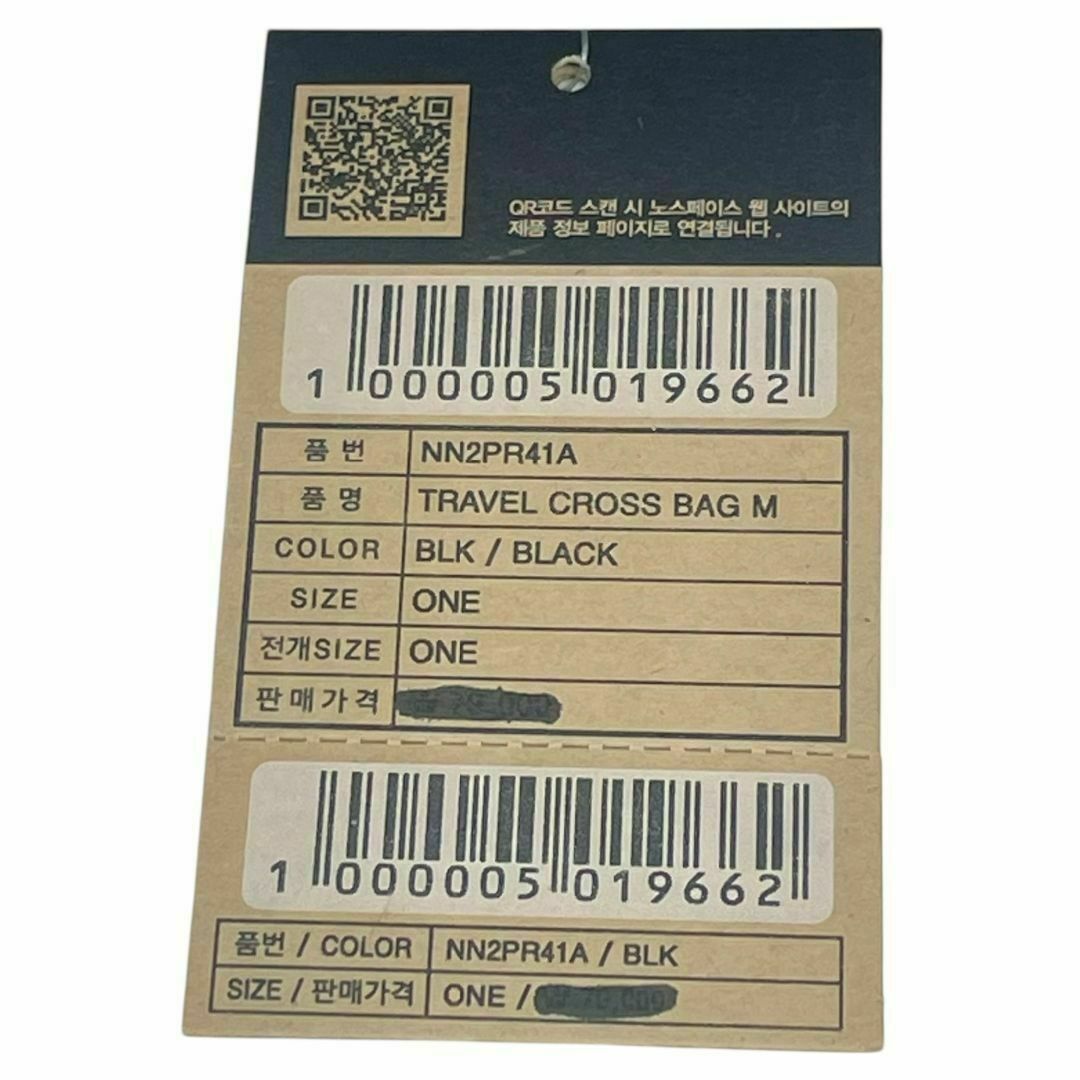 QR코드 스캔 시 노스페이스 웹 사이트의
제품 정보 페이지로 연결됩니다.
1 000005 019662
품번 NN2PR41A
품명 TRAVEL CROSS BAG M
COLOR BLK / BLACK
SIZE ONE
전개SIZE ONE
판매가격
1 000005 019662
품번 / COLOR NN2PR41A / BLK
SIZE / 판매가격 ONE /